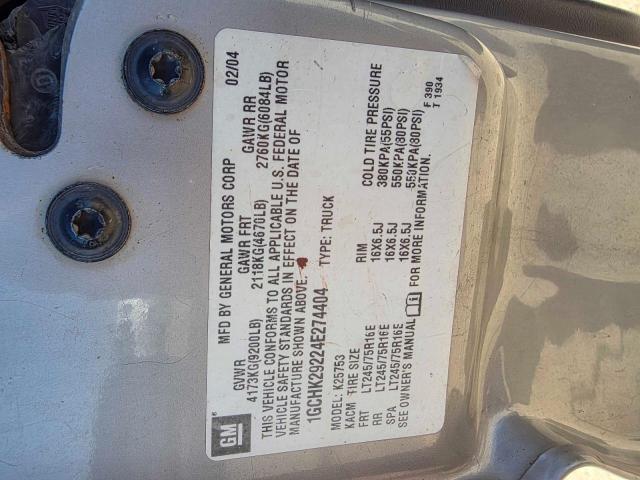 GM
MFD BY GENERAL MOTORS CORP 02/04
GVWR GAWR FRT GAWR RR
4173KG(9200LB) 2118KG(4670LB) 2760KG(6084LB)
THIS VEHICLE CONFORMS TO ALL APPLICABLE U.S. FEDERAL MOTOR
VEHICLE SAFETY STANDARDS IN EFFECT ON THE DATE OF
MANUFACTURE SHOWN ABOVE.
1GCHK29224E274404 TYPE: TRUCK
MODEL: K25753
KACM TIRE SIZE RIM COLD TIRE PRESSURE
FRT LT245/75R16E 16X6.5J 380KPA(55PSI)
RR LT245/75R16E 16X6.5J 550KPA(80PSI)
SPA LT245/75R16E 16X6.5J 550KPA(80PSI)
SEE OWNER'S MANUAL FOR MORE INFORMATION.
F 390
T 1934